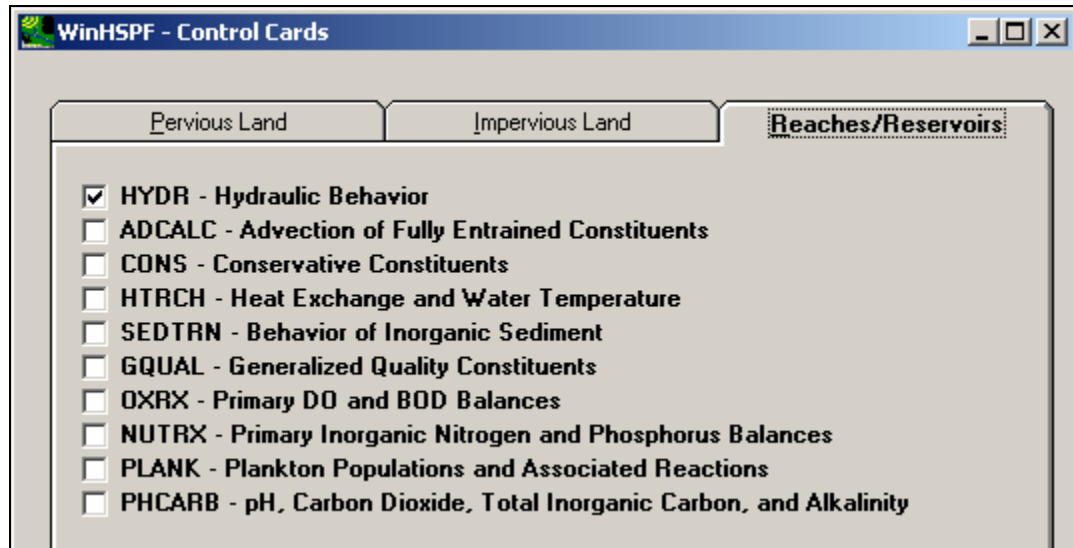 WinHSPF - Control Cards
Pervious Land Impervious Land Reaches/Reservoirs
HYDR - Hydraulic Behavior
ADCALC - Advection of Fully Entrained Constituents
CONS - Conservative Constituents
HTRCH - Heat Exchange and Water Temperature
SEDTRN - Behavior of Inorganic Sediment
GQUAL - Generalized Quality Constituents
OXRX - Primary DO and BOD Balances
NUTRX - Primary Inorganic Nitrogen and Phosphorus Balances
PLANK - Plankton Populations and Associated Reactions
PHCARB - pH, Carbon Dioxide, Total Inorganic Carbon, and Alkalinity